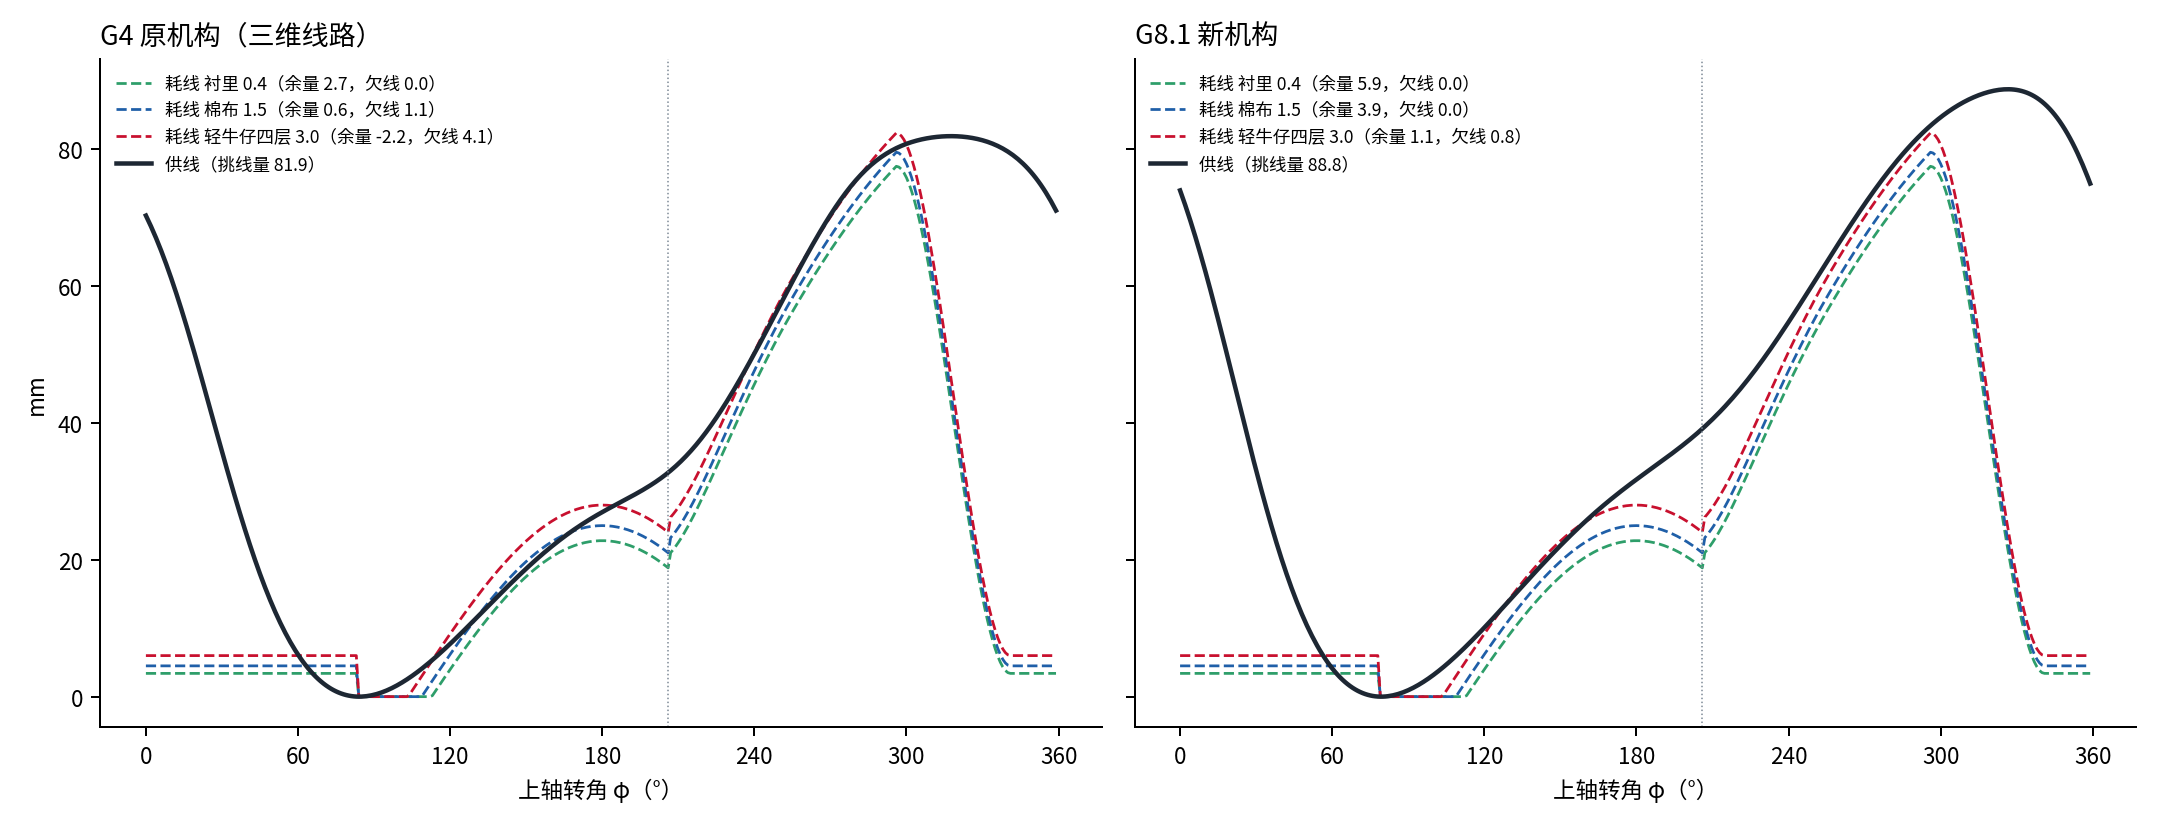 G4 原机构（三维线路）
耗线 衬里 0.4（余量 2.7，欠线 0.0）
耗线 棉布 1.5（余量 0.6，欠线 1.1）
耗线 轻牛仔四层 3.0（余量 -2.2，欠线 4.1）
供线（挑线量 81.9）
80
60
40
20
0
mm
0 60 120 180 240 300 360
上轴转角 φ（°）
G8.1 新机构
耗线 衬里 0.4（余量 5.9，欠线 0.0）
耗线 棉布 1.5（余量 3.9，欠线 0.0）
耗线 轻牛仔四层 3.0（余量 1.1，欠线 0.8）
供线（挑线量 88.8）
0 60 120 180 240 300 360
上轴转角 φ（°）